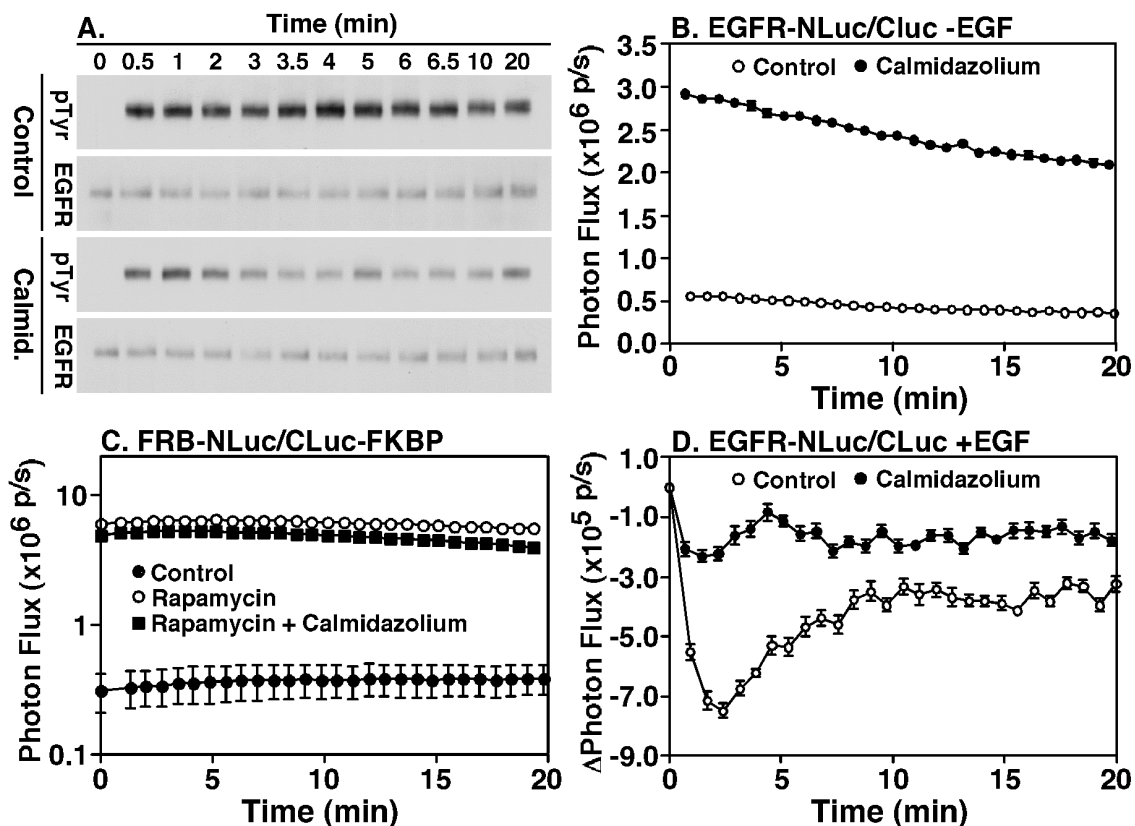 A.
Time (min)
0 0.5 1 2 3 3.5 4 5 6 6.5 10 20
Control
pTyr
EGFR
Calmid.
pTyr
EGFR
B. EGFR-NLuc/Cluc -EGF
Control Calmidazolium
Photon Flux (x10⁶ p/s)
3.5
3.0
2.5
2.0
1.5
1.0
0.5
0.0
5 10 15 20
Time (min)
C. FRB-NLuc/CLuc-FKBP
Photon Flux (x10⁶ p/s)
10
1
0.1
Control
Rapamycin
Rapamycin + Calmidazolium
0 5 10 15 20
Time (min)
D. EGFR-NLuc/CLuc +EGF
Control Calmidazolium
ΔPhoton Flux (x10⁵ p/s)
1.0
-1.0
-3.0
-5.0
-7.0
-9.0
0 5 10 15 20
Time (min)